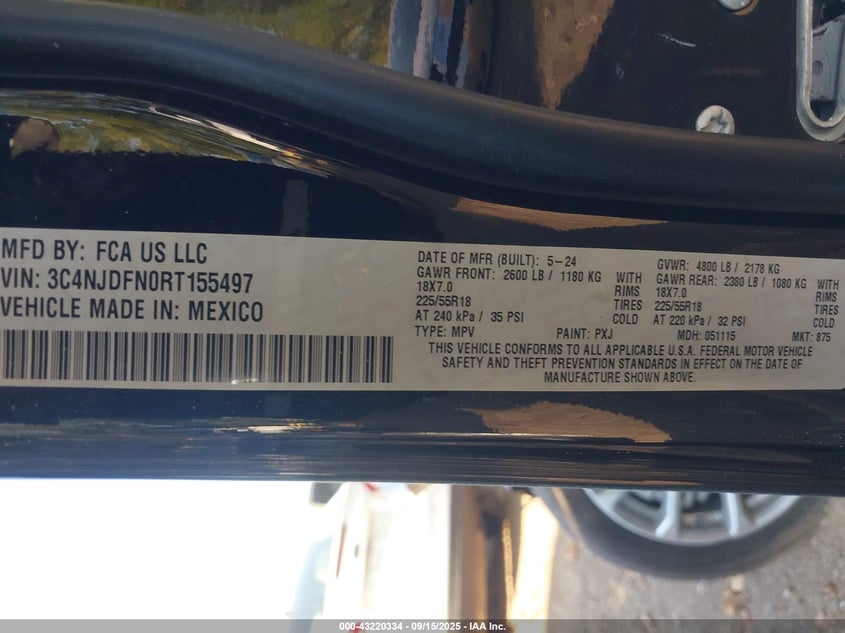 MFD BY: FCA US LLC
VIN: 3C4NJDFN0RT155497
VEHICLE MADE IN: MEXICO
DATE OF MFR (BUILT): 5-24 GVWR: 4800 LB / 2178 KG
GAWR FRONT: 2600 LB / 1180 KG WITH GAWR REAR: 2380 LB / 1080 KG WITH
18X7.0 RIMS 18X7.0 RIMS
225/55R18 TIRES 225/55R18 TIRES
AT 240 kPa / 35 PSI COLD AT 220 kPa / 32 PSI COLD
TYPE: MPV PAINT: PXJ MDH: 051115 MKT: 875
THIS VEHICLE CONFORMS TO ALL APPLICABLE U.S.A. FEDERAL MOTOR VEHICLE
SAFETY AND THEFT PREVENTION STANDARDS IN EFFECT ON THE DATE OF
MANUFACTURE SHOWN ABOVE.
000-43220334 - 09/15/2025 - IAA Inc.